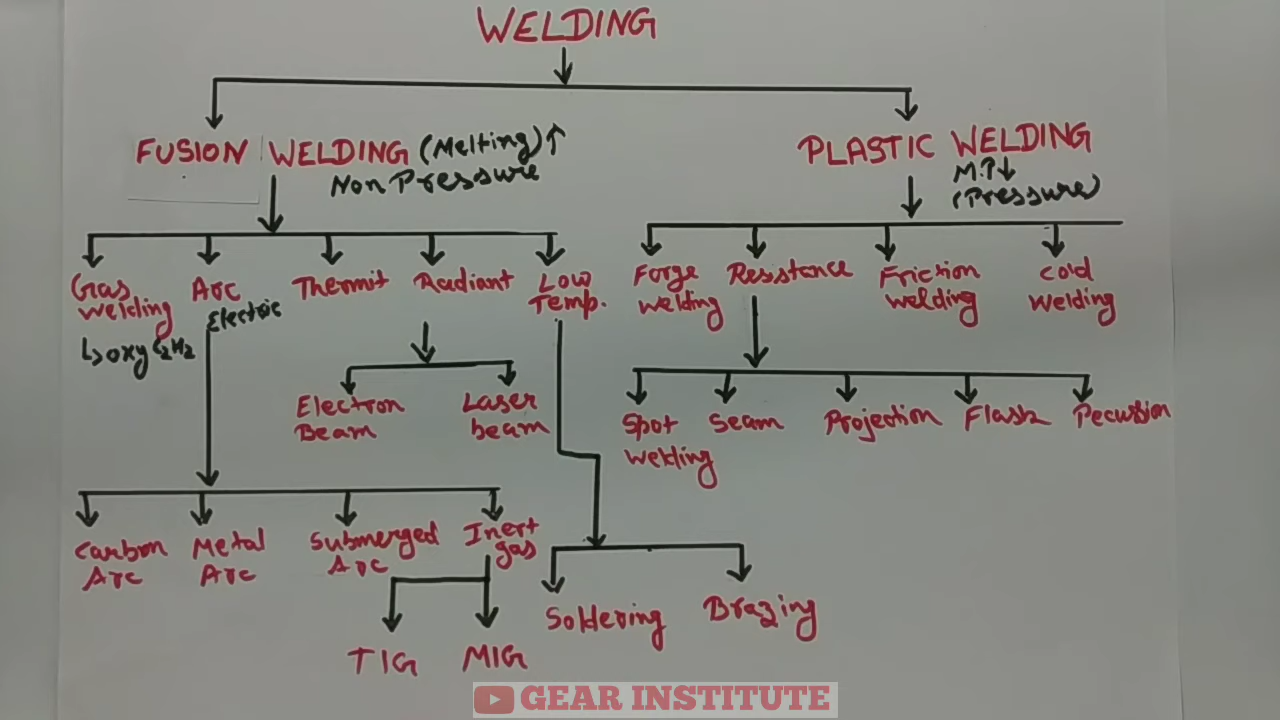 WELDING
FUSION WELDING (Melting)↑
Non Pressure
PLASTIC WELDING
M.P↓
(Pressure)
Gas
welding
↳ oxy C2H2
Arc
Electric
Thermit
Radiant
Low
Temp.
Forge
welding
Resistance
Friction
welding
Cold
Welding
Electron
Beam
Laser
beam
Spot
welding
Seam
Projection
Flash
Pecussion
Carbon
Arc
Metal
Arc
Submerged
Arc
Inert
gas
Soldering
Brazing
TIG
MIG
GEAR INSTITUTE